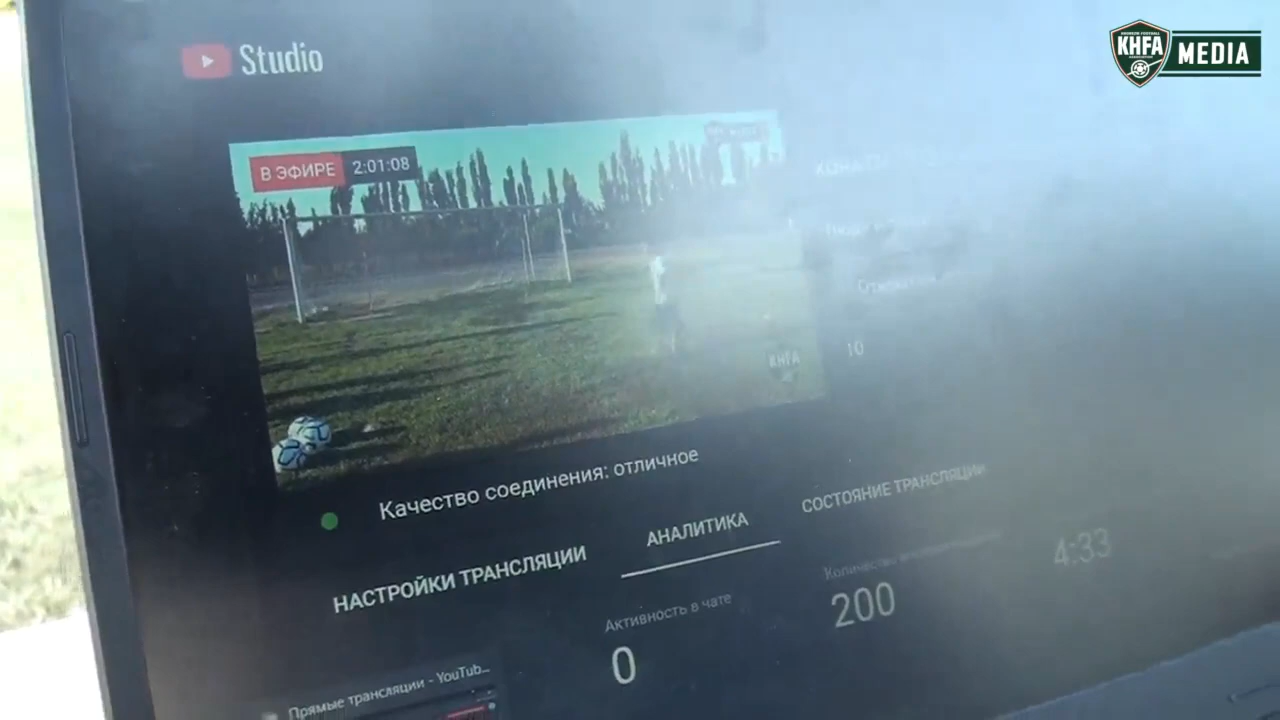 KHFA
MEDIA
Studio
В ЭФИРЕ 2:01:08
KHFA
10
Качество соединения: отличное
НАСТРОЙКИ ТРАНСЛЯЦИИ
АНАЛИТИКА
СОСТОЯНИЕ ТРАНСЛЯЦИИ
Активность в чате
0
Количество
200
4:33
Прямые трансляции - YouTub...